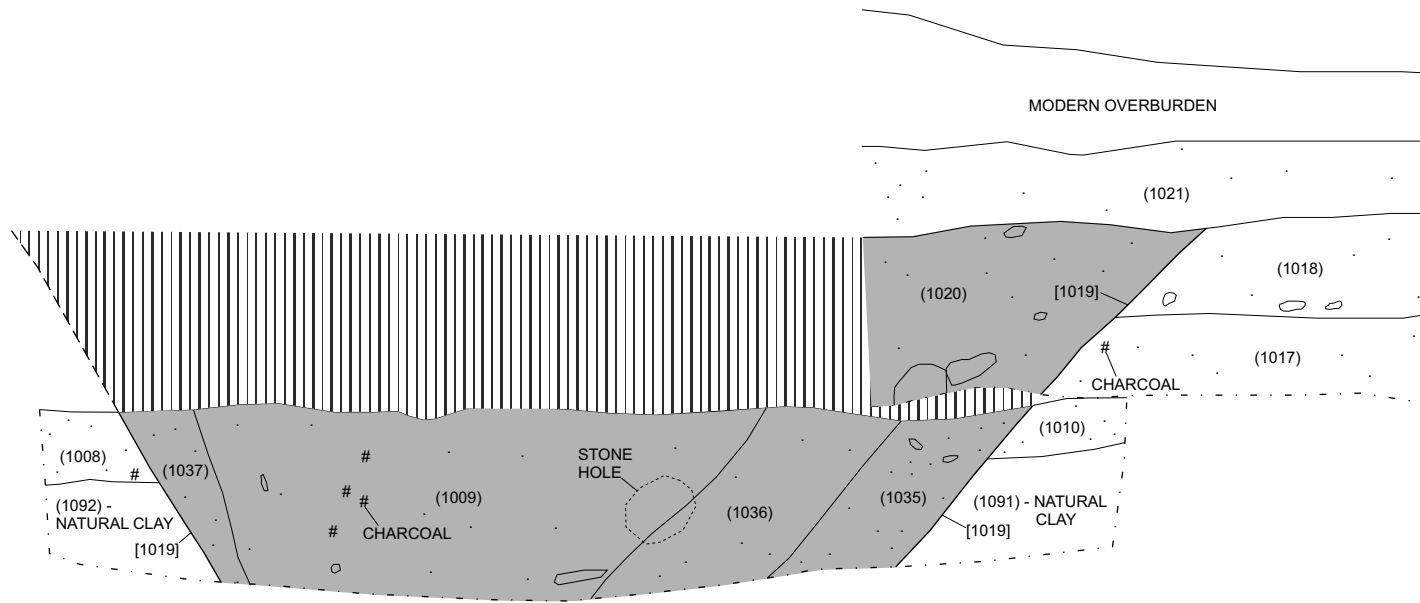 MODERN OVERBURDEN
(1021)
(1018)
(1020)
[1019]
(1017)
#
CHARCOAL
(1010)
(1008)
#
(1037)
#
#
#
#
CHARCOAL
(1009)
STONE
HOLE
(1036)
(1035)
(1092) -
NATURAL CLAY
[1019]
(1091) - NATURAL
CLAY
[1019]